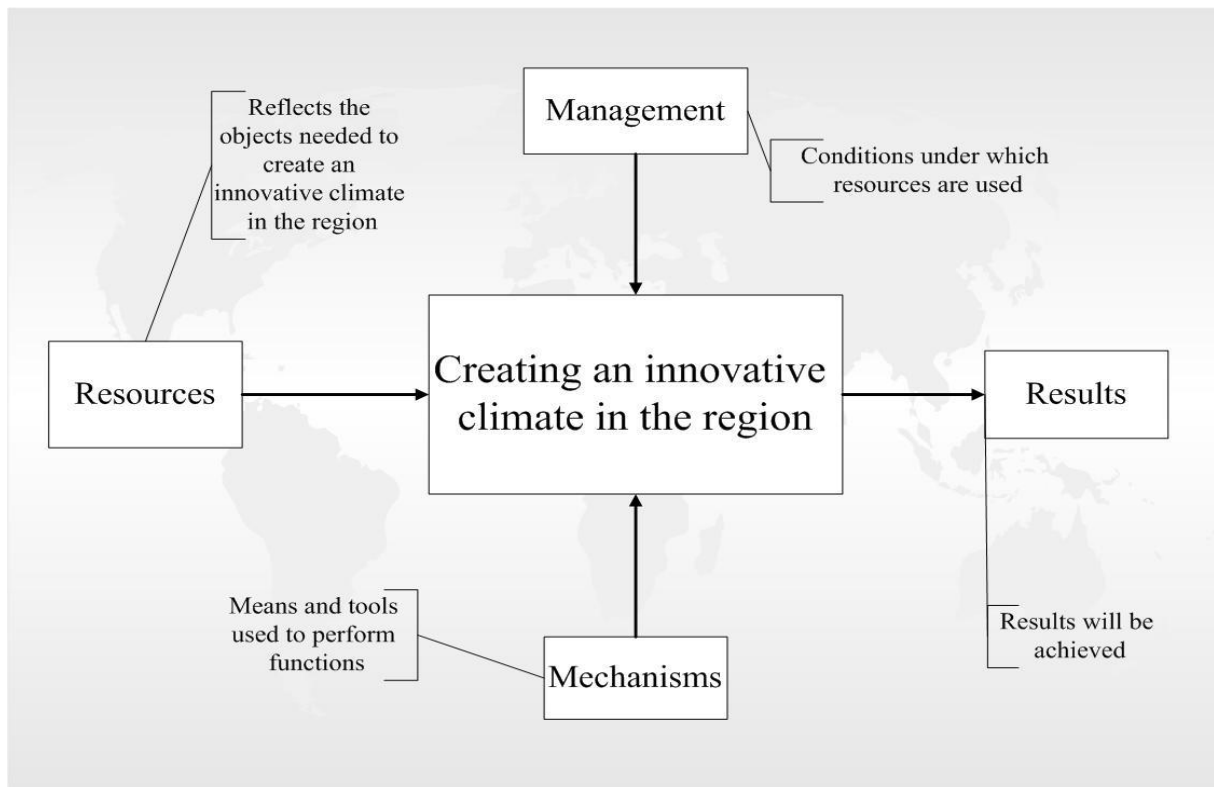 Reflects the
objects needed to
create an
innovative climate
in the region
Management
Conditions under which
resources are used
Resources
Creating an innovative
climate in the region
Results
Means and tools
used to perform
functions
Mechanisms
Results will be
achieved